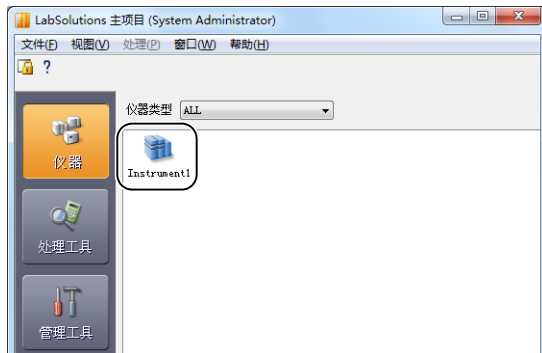 LabSolutions 主项目 (System Administrator)
文件(F) 视图(V) 处理(P) 窗口(W) 帮助(H)
?
仪器类型 ALL
仪器
Instrument1
处理工具
管理工具